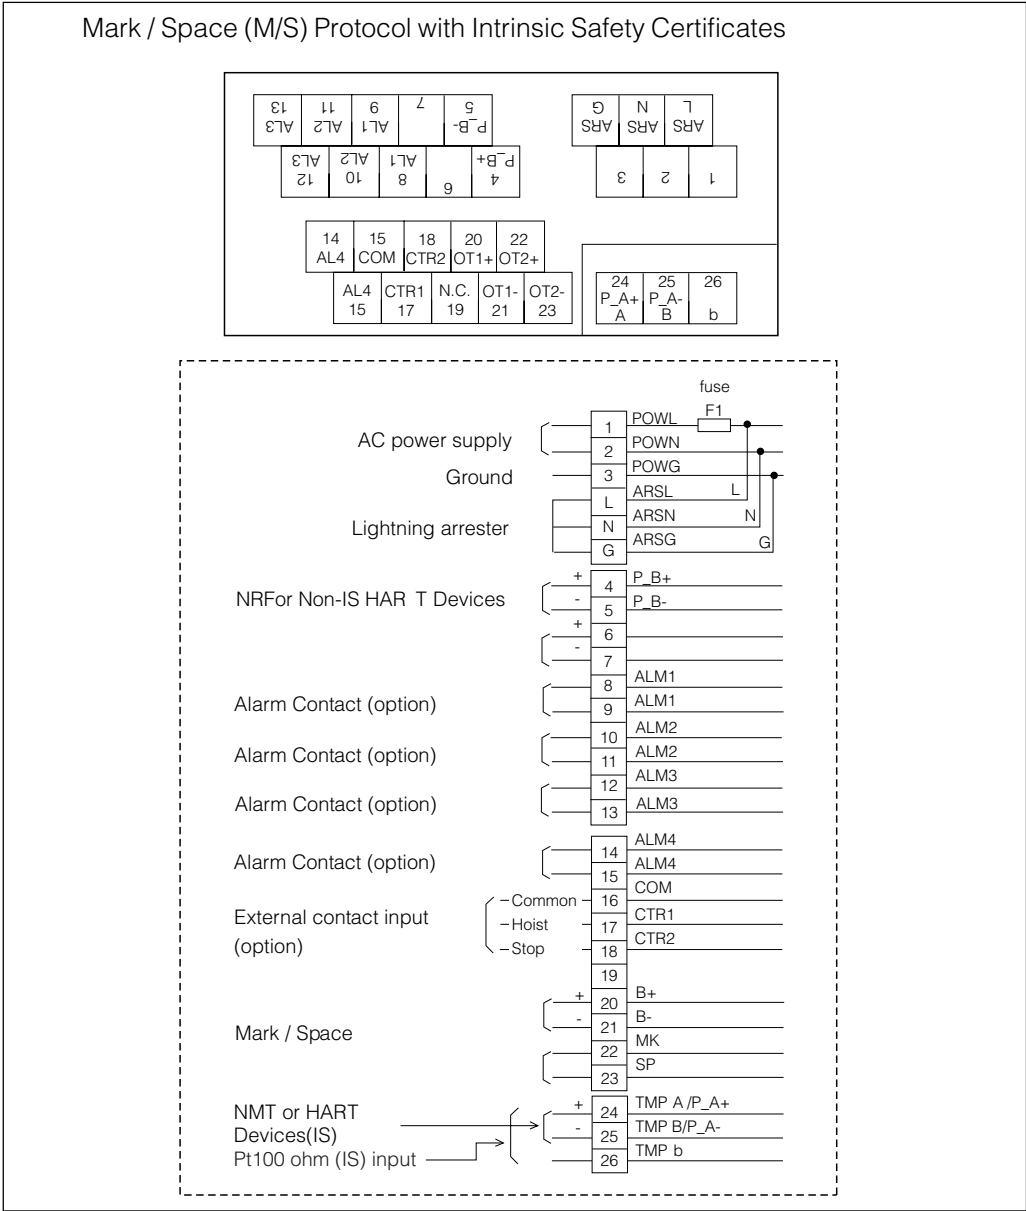 Mark / Space (M/S) Protocol with Intrinsic Safety Certificates
13 11 9 7 5
AL3 AL2 AL1 P_B-
G N L
ARS ARS ARS
AL3 AL2 AL1 P_B+
12 10 8 6 4
3 2 1
14 15 18 20 22
AL4 COM CTR2 OT1+ OT2+
AL4 CTR1 N.C. OT1- OT2-
15 17 19 21 23
24 25 26
P_A+ P_A-
A B b
fuse
F1
AC power supply
1 POWL
2 POWN
Ground
3 POWG
Lightning arrester
L ARSL L
N ARSN N
G ARSG G
NRFor Non-IS HAR T Devices
+ 4 P_B+
- 5 P_B-
+ 6
- 7
Alarm Contact (option)
8 ALM1
9 ALM1
Alarm Contact (option)
10 ALM2
11 ALM2
Alarm Contact (option)
12 ALM3
13 ALM3
Alarm Contact (option)
14 ALM4
15 ALM4
External contact input
(option)
Common 16 COM
Hoist 17 CTR1
Stop 18 CTR2
19
Mark / Space
+ 20 B+
- 21 B-
22 MK
23 SP
NMT or HART
Devices(IS)
Pt100 ohm (IS) input
+ 24 TMP A /P_A+
- 25 TMP B/P_A-
26 TMP b